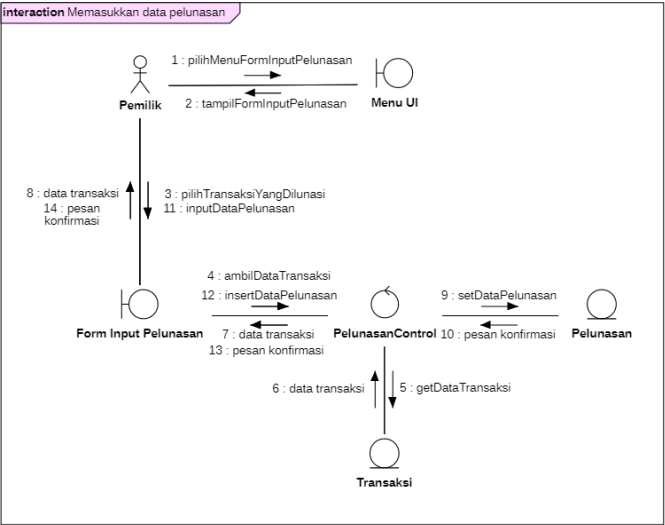 interaction Memasukkan data pelunasan
1 : pilihMenuFormInputPelunasan
Pemilik
2 : tampilFormInputPelunasan
Menu UI
8 : data transaksi
14 : pesan
konfirmasi
3 : pilihTransaksiYangDilunasi
11 : inputDataPelunasan
4 : ambilDataTransaksi
12 : insertDataPelunasan
9 : setDataPelunasan
Form Input Pelunasan
7 : data transaksi
13 : pesan konfirmasi
PelunasanControl
10 : pesan konfirmasi
Pelunasan
6 : data transaksi
5 : getDataTransaksi
Transaksi